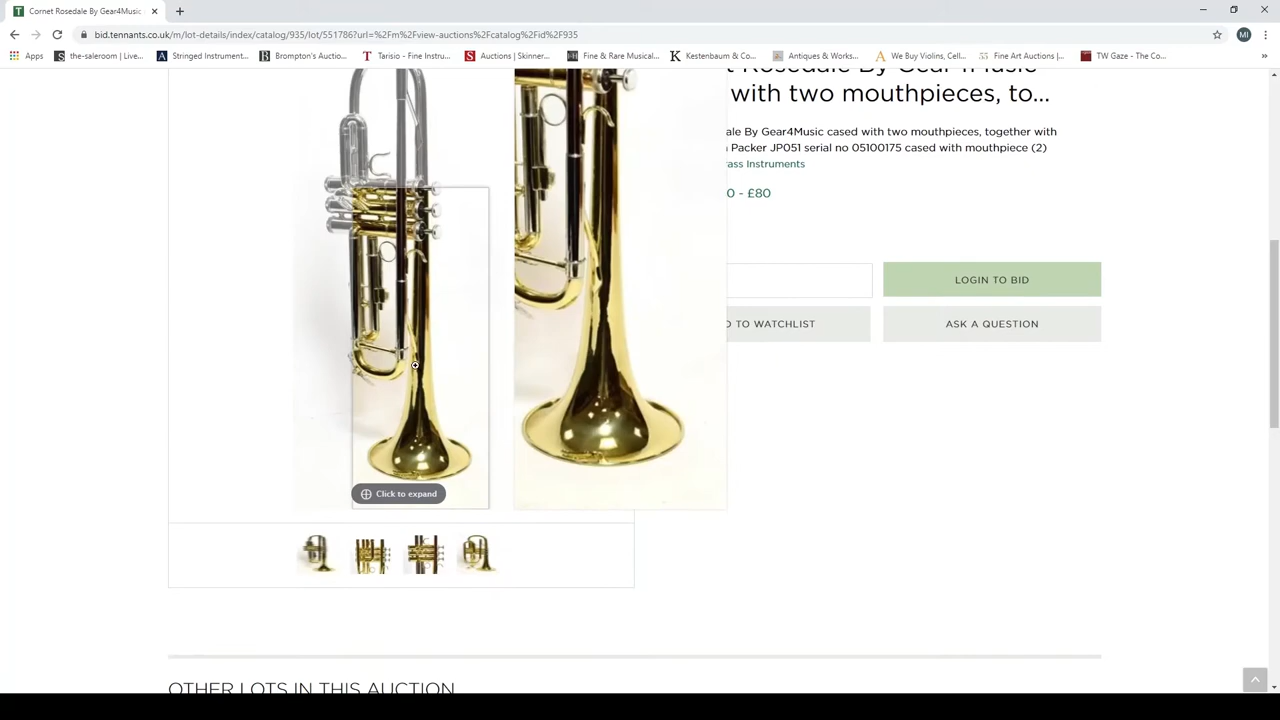 Cornet Rosedale By Gear4Music
bid.tennants.co.uk/m/lot-details/index/catalog/935/lot/551786?url=%2Fm%2Fview-auctions%2Fcatalog%2Fid%2F935
MI
Apps
the-saleroom | Live...
Stringed Instrument...
Brompton's Auctio...
Tarisio - Fine Instru...
Auctions | Skinner...
Fine & Rare Musical...
Kestenbaum & Co...
Antiques & Works...
We Buy Violins, Cell...
Fine Art Auctions |...
TW Gaze - The Co...
t Rosedale By Gear4Music
with two mouthpieces, to...
ale By Gear4Music cased with two mouthpieces, together with
Packer JP051 serial no 05100175 cased with mouthpiece (2)
rass Instruments
0 - £80
LOGIN TO BID
D TO WATCHLIST
ASK A QUESTION
Click to expand
OTHER LOTS IN THIS AUCTION